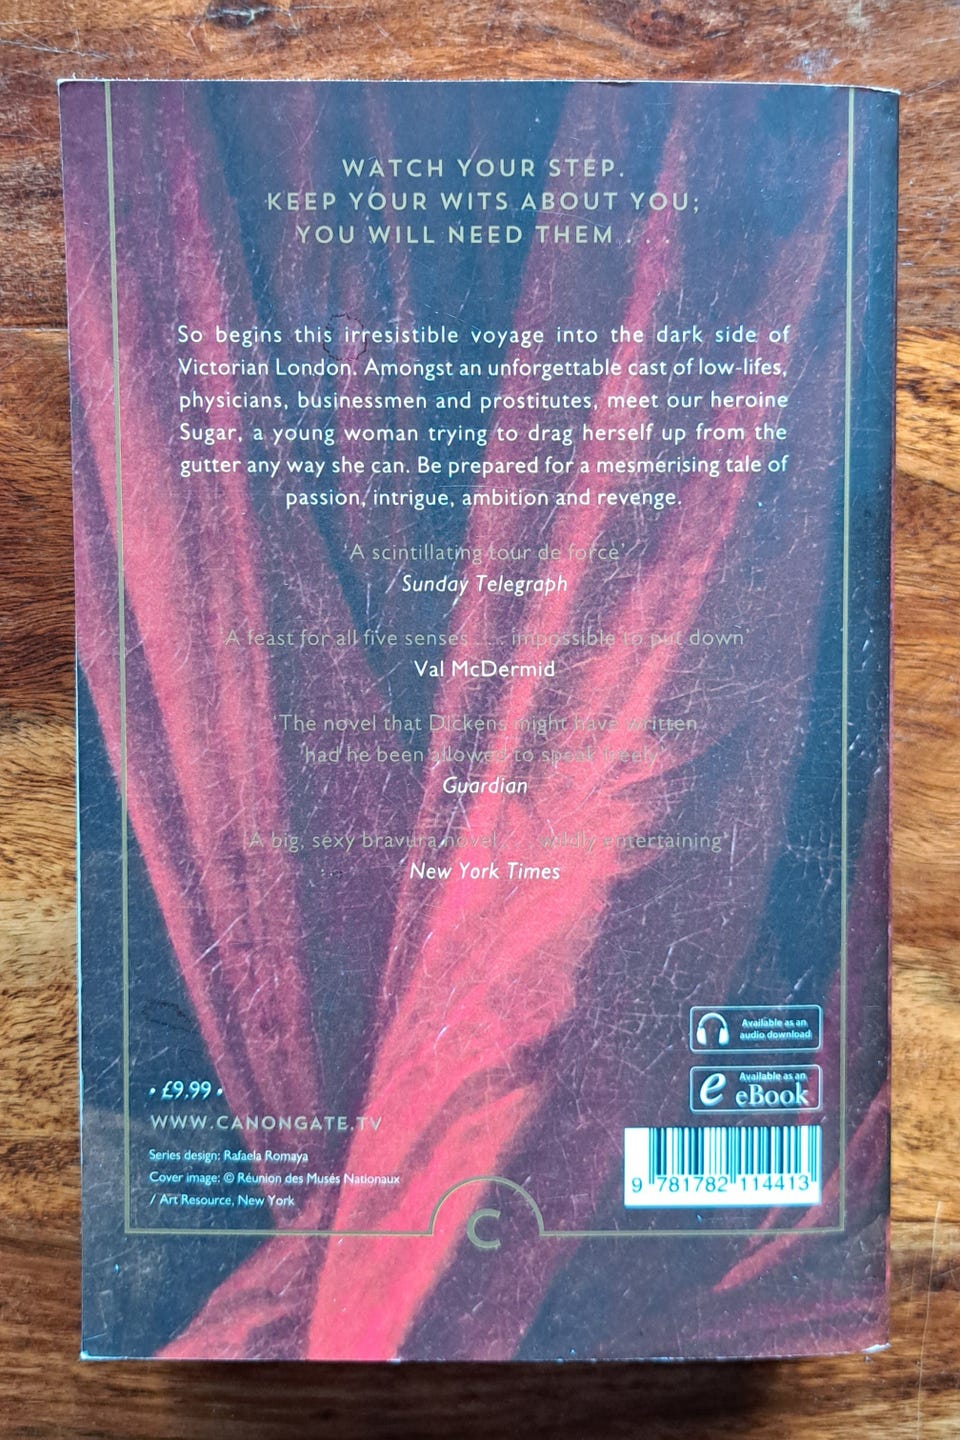 WATCH YOUR STEP.
KEEP YOUR WITS ABOUT YOU;
YOU WILL NEED THEM . . .
So begins this irresistible voyage into the dark side of
Victorian London. Amongst an unforgettable cast of low-lifes,
physicians, businessmen and prostitutes, meet our heroine
Sugar, a young woman trying to drag herself up from the
gutter any way she can. Be prepared for a mesmerising tale of
passion, intrigue, ambition and revenge.
‘A scintillating tour de force’
Sunday Telegraph
‘A feast for all five senses . . . impossible to put down’
Val McDermid
‘The novel that Dickens might have written
had he been allowed to speak freely’
Guardian
‘A big, sexy bravura novel . . . wildly entertaining’
New York Times
Available as an
audio download
Available as an
eBook
• £9.99 •
WWW.CANONGATE.TV
Series design: Rafaela Romaya
Cover image: © Réunion des Musés Nationaux
/ Art Resource, New York
9 781782 114413
C